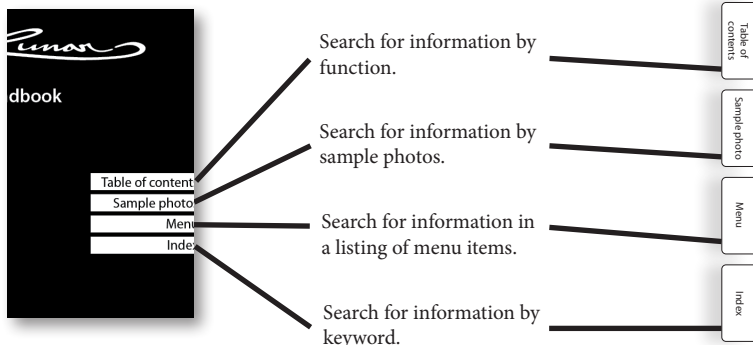 Lunar
dbook
Table of content
Sample photo
Menu
Index
Search for information by
function.
Search for information by
sample photos.
Search for information in
a listing of menu items.
Search for information by
keyword.
Table of
contents
Sample photo
Menu
Index